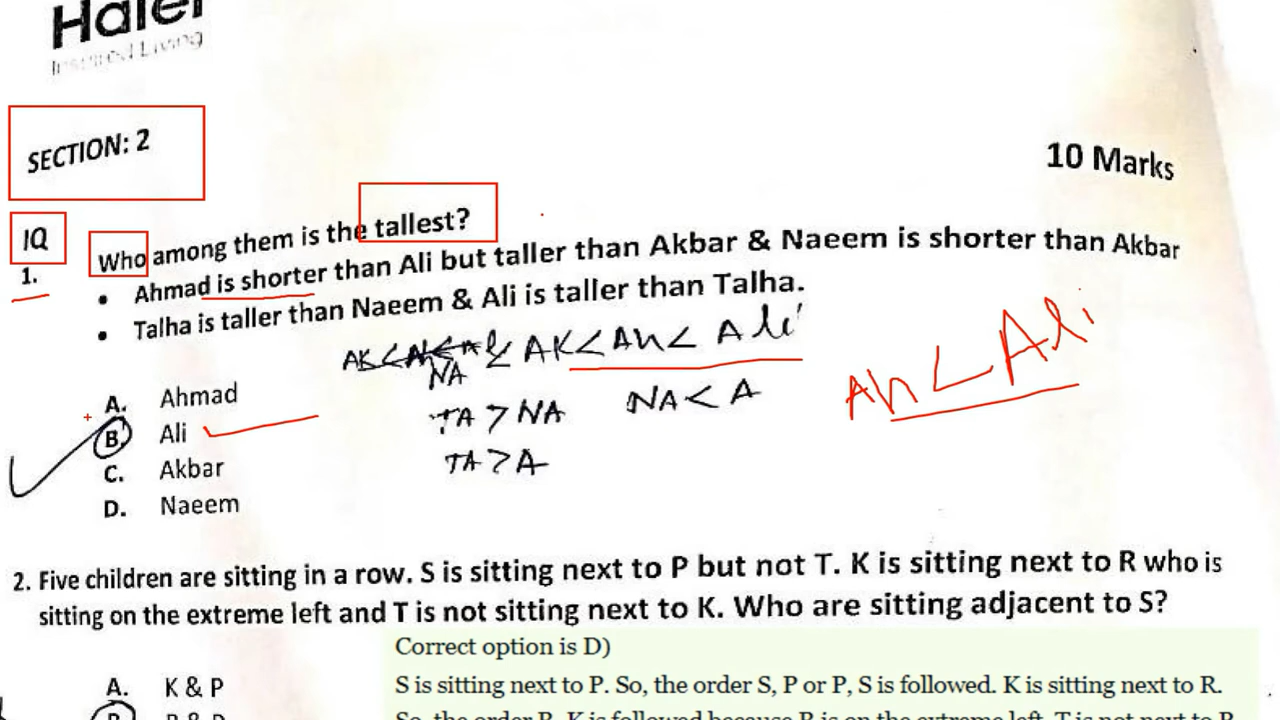 Haier
Inspired Living
SECTION: 2
10 Marks
IQ
1. Who among them is the tallest?
• Ahmad is shorter than Ali but taller than Akbar & Naeem is shorter than Akbar
• Talha is taller than Naeem & Ali is taller than Talha.
AK < Ah < Ali
NA
TA > NA
NA < A
TA > A
Ah < Ali
A. Ahmad
B. Ali
C. Akbar
D. Naeem
2. Five children are sitting in a row. S is sitting next to P but not T. K is sitting next to R who is
sitting on the extreme left and T is not sitting next to K. Who are sitting adjacent to S?
Correct option is D)
S is sitting next to P. So, the order S, P or P, S is followed. K is sitting next to R.
A. K & P